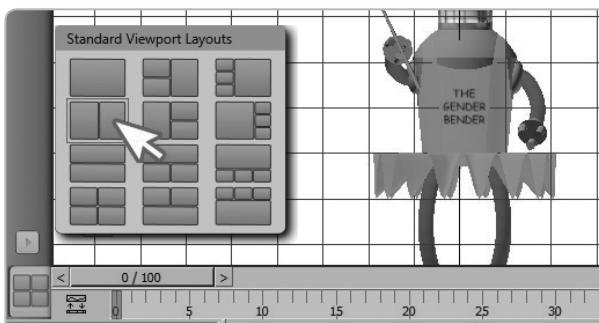 Standard Viewport Layouts
THE
GENDER
BENDER
< 0 / 100 >
0 5 10 15 20 25 30